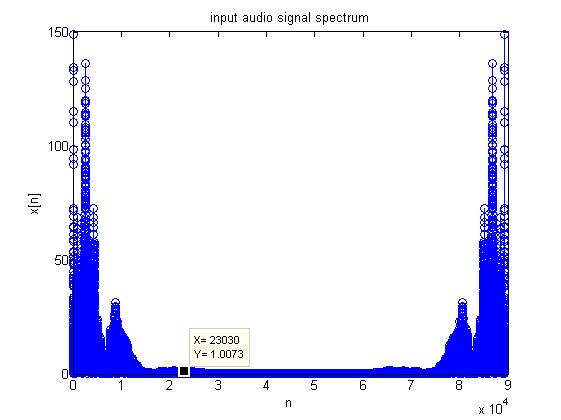 input audio signal spectrum
150
100
50
0
x[n]
X= 23030
Y= 1.0073
0 1 2 3 4 5 6 7 8 9
n
x 10^4